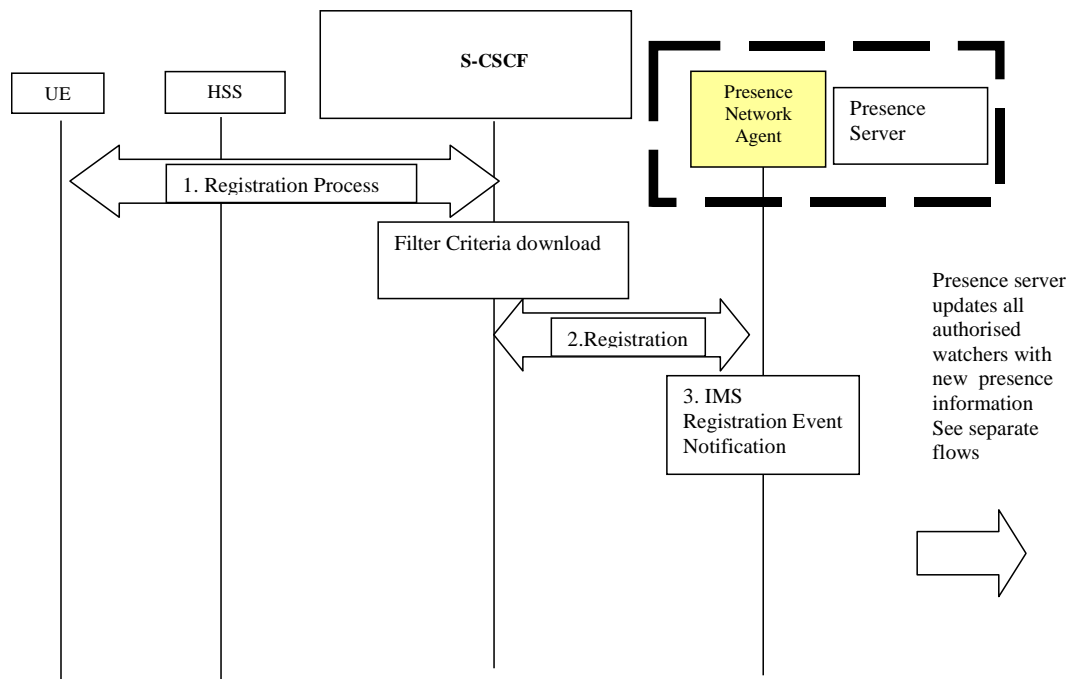 S-CSCF
UE
HSS
Presence
Network
Agent
Presence
Server
1. Registration Process
Filter Criteria download
2.Registration
3. IMS
Registration Event
Notification
Presence server
updates all
authorised
watchers with
new presence
information
See separate
flows